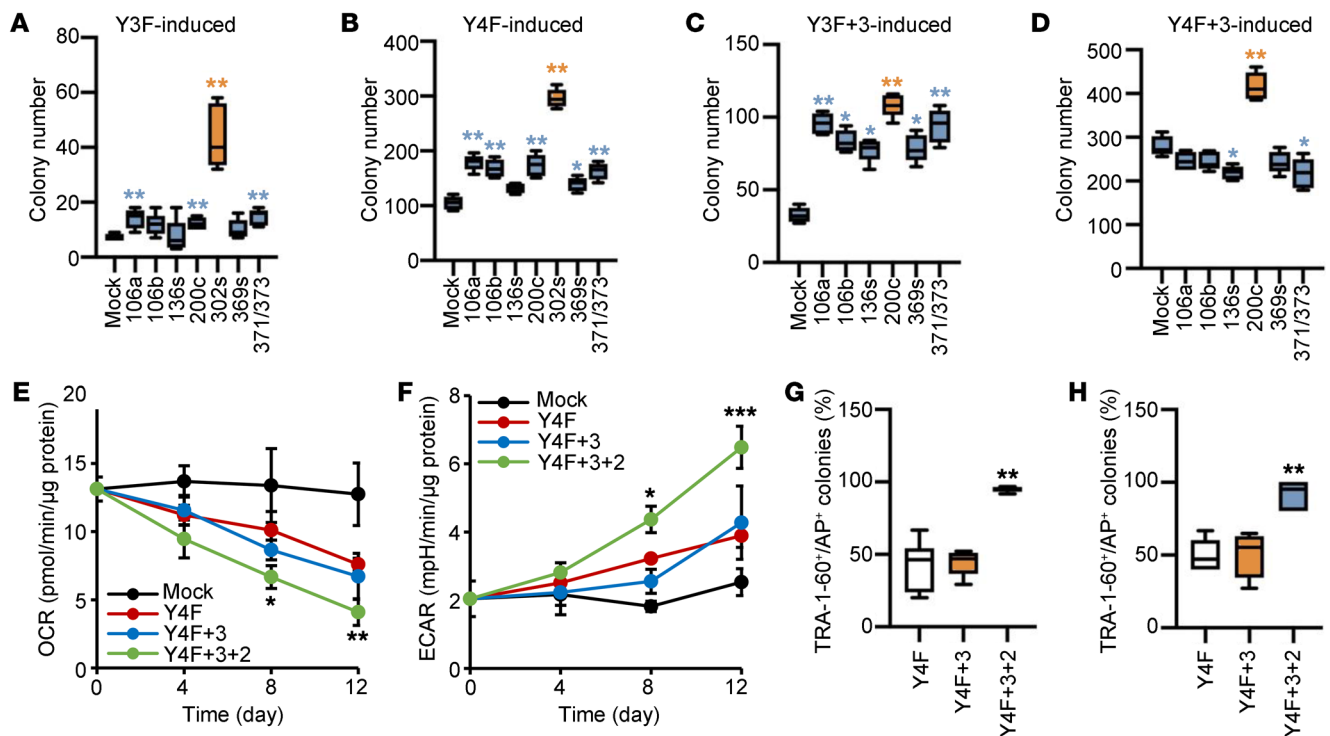 A
Y3F-induced
Colony number
80
60
40
20
0
**
**
**
**
Mock
106a
106b
136s
200c
302s
369s
371/373
B
Y4F-induced
Colony number
400
300
200
100
0
**
**
**
**
*
**
Mock
106a
106b
136s
200c
302s
369s
371/373
C
Y3F+3-induced
Colony number
150
100
50
0
**
*
*
**
*
**
Mock
106a
106b
136s
200c
369s
371/373
D
Y4F+3-induced
Colony number
500
400
300
200
100
0
*
**
*
Mock
106a
106b
136s
200c
369s
371/373
E
OCR (pmol/min/µg protein)
20
15
10
5
0
Mock
Y4F
Y4F+3
Y4F+3+2
*
**
0
4
8
12
Time (day)
F
ECAR (mpH/min/µg protein)
8
6
4
2
0
Mock
Y4F
Y4F+3
Y4F+3+2
*
***
0
4
8
12
Time (day)
G
TRA-1-60⁺/AP⁺ colonies (%)
150
100
50
0
**
Y4F
Y4F+3
Y4F+3+2
H
TRA-1-60⁺/AP⁺ colonies (%)
150
100
50
0
**
Y4F
Y4F+3
Y4F+3+2